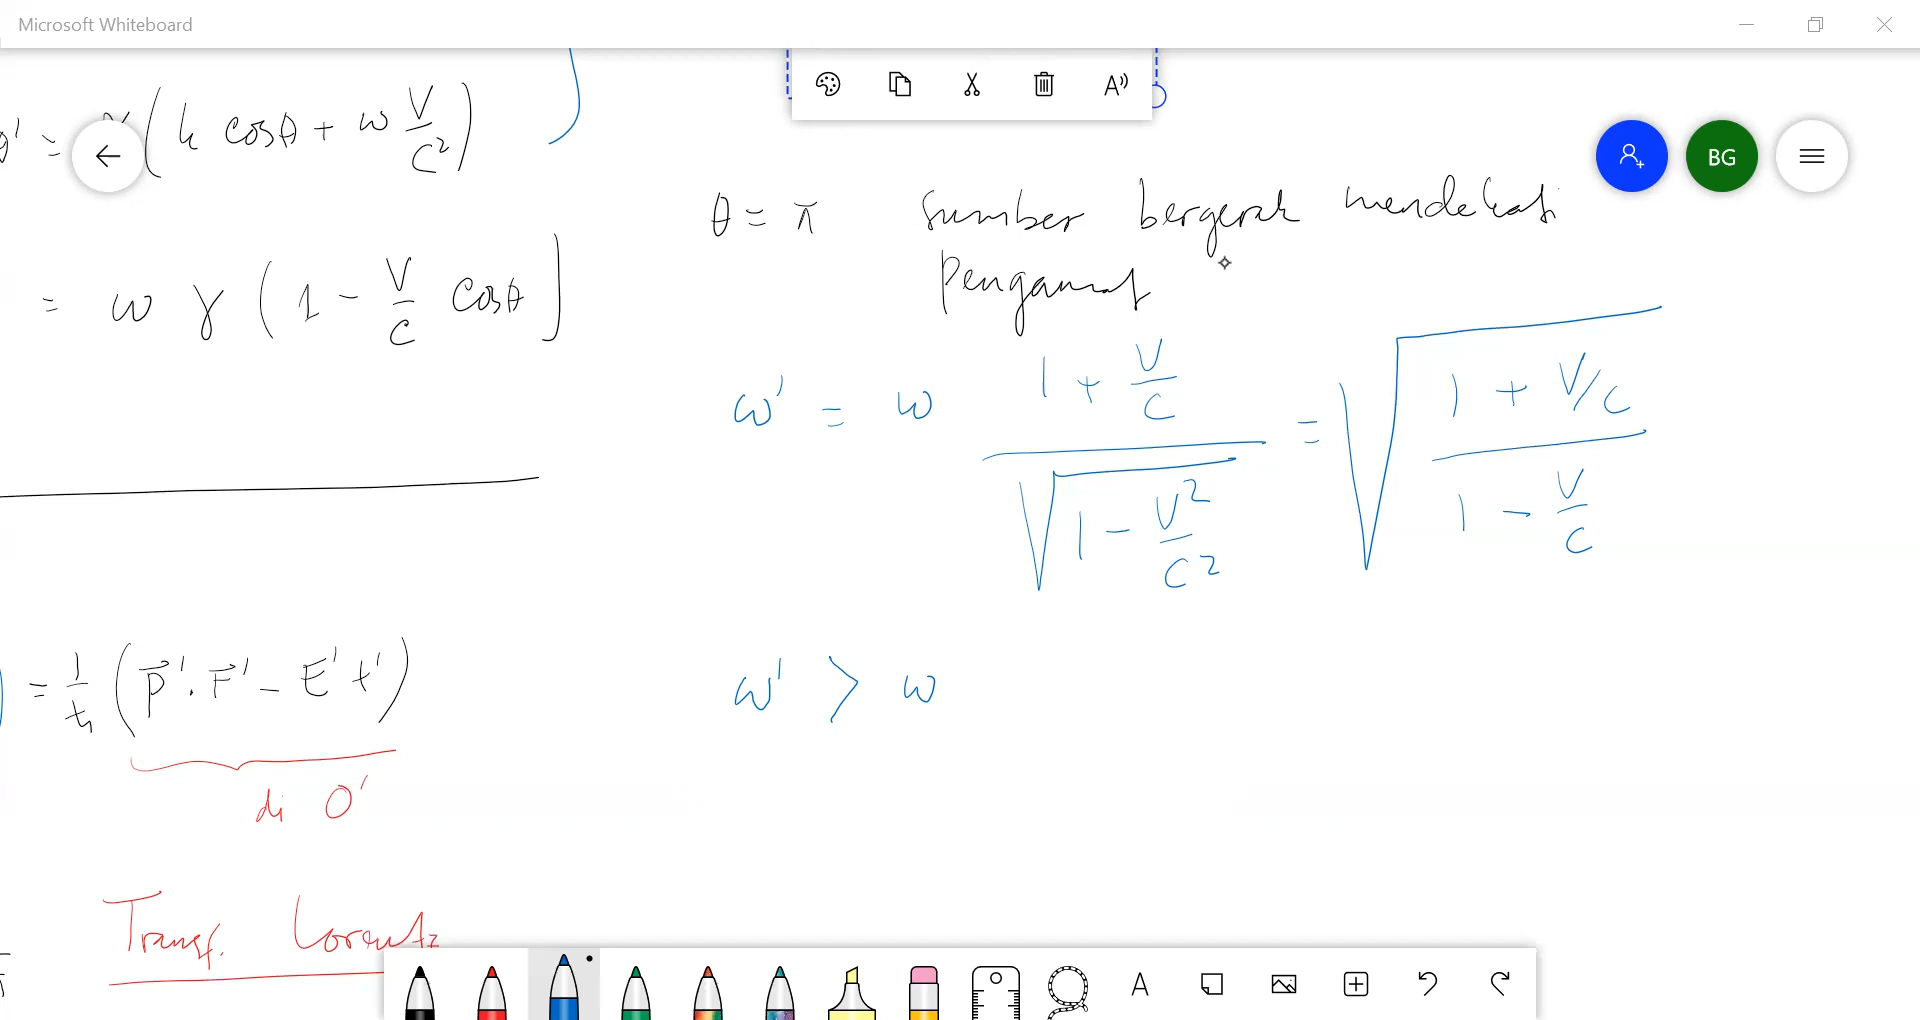 Microsoft Whiteboard
θ' = γ(k cosθ + ω V/c²)
BG
θ = π sumber bergerak mendekati
Pengamat
= ω γ (1 - V/c cosθ]
ω' = ω (1 + V/c)/√(1 - V²/c²) = √((1 + V/c)/(1 - V/c))
= 1/ħ (p⃗'·r⃗' - E't')
ω' > ω
di O'
Transf. Lorentz